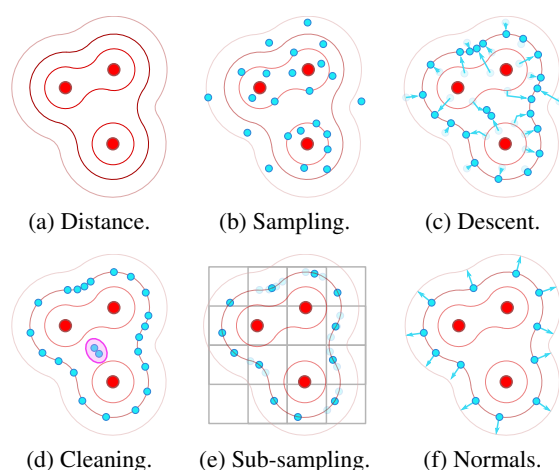 (a) Distance.
(b) Sampling.
(c) Descent.
(d) Cleaning.
(e) Sub-sampling.
(f) Normals.